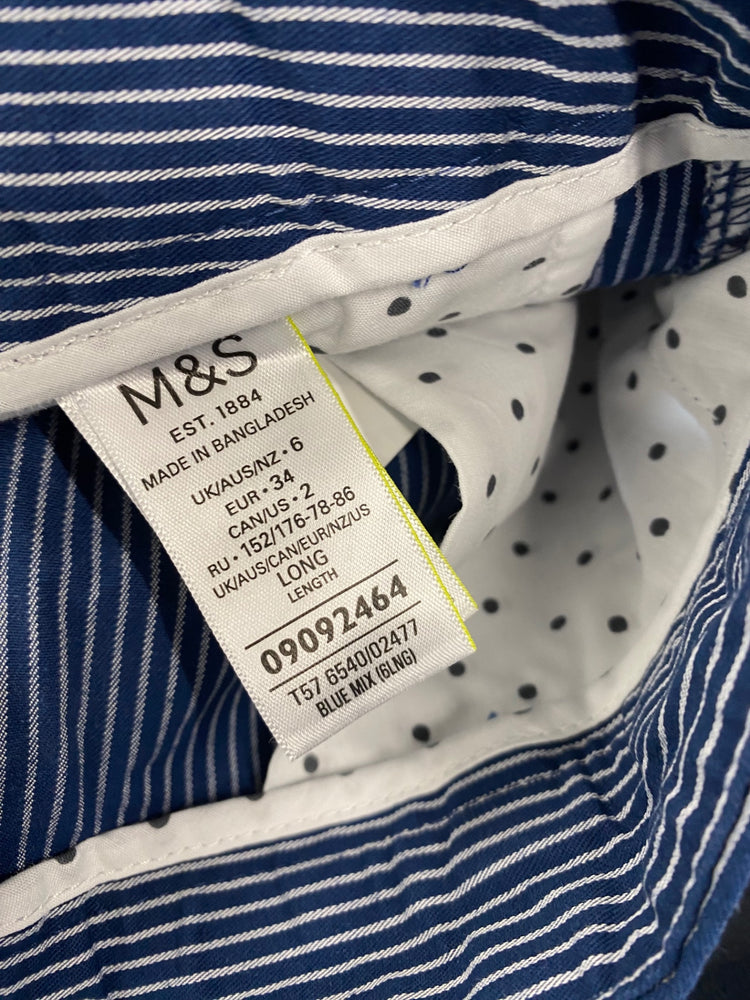 M&S
EST. 1884
MADE IN BANGLADESH
UK/AUS/NZ • 6
EUR • 34
CAN/US • 2
RU • 152/176-78-86
UK/AUS/CAN/EUR/NZ/US
LONG
LENGTH
09092464
T57 6540/02477
BLUE MIX (6LNG)